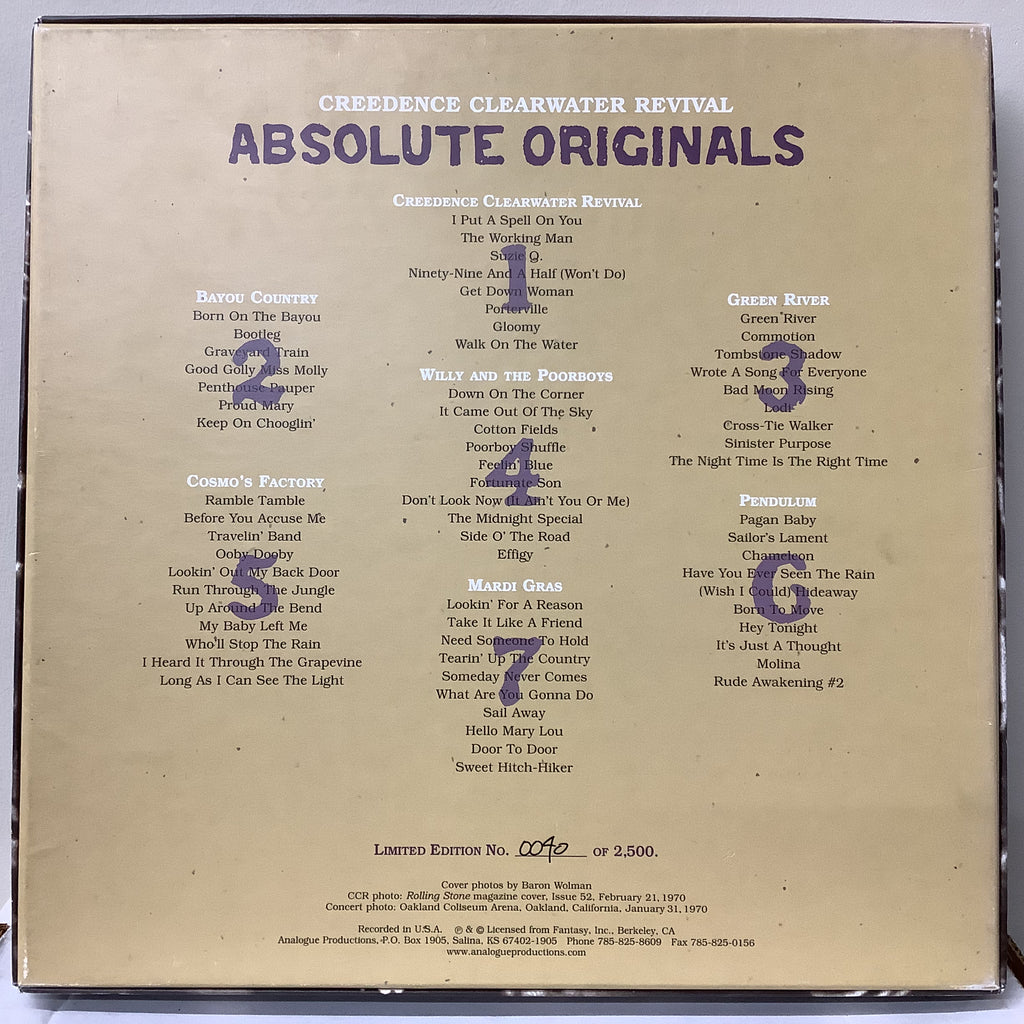 CREEDENCE CLEARWATER REVIVAL
ABSOLUTE ORIGINALS
CREEDENCE CLEARWATER REVIVAL
I Put A Spell On You
The Working Man
Suzie Q.
Ninety-Nine And A Half (Won't Do)
Get Down Woman
Porterville
Gloomy
Walk On The Water
1
BAYOU COUNTRY
Born On The Bayou
Bootleg
Graveyard Train
Good Golly Miss Molly
Penthouse Pauper
Proud Mary
Keep On Chooglin'
2
GREEN RIVER
Green River
Commotion
Tombstone Shadow
Wrote A Song For Everyone
Bad Moon Rising
Lodi
Cross-Tie Walker
Sinister Purpose
The Night Time Is The Right Time
3
WILLY AND THE POORBOYS
Down On The Corner
It Came Out Of The Sky
Cotton Fields
Poorboy Shuffle
Feelin' Blue
Fortunate Son
Don't Look Now (It Ain't You Or Me)
The Midnight Special
Side O' The Road
Effigy
4
COSMO'S FACTORY
Ramble Tamble
Before You Accuse Me
Travelin' Band
Ooby Dooby
Lookin' Out My Back Door
Run Through The Jungle
Up Around The Bend
My Baby Left Me
Who'll Stop The Rain
I Heard It Through The Grapevine
Long As I Can See The Light
5
PENDULUM
Pagan Baby
Sailor's Lament
Chameleon
Have You Ever Seen The Rain
(Wish I Could) Hideaway
Born To Move
Hey Tonight
It's Just A Thought
Molina
Rude Awakening #2
6
MARDI GRAS
Lookin' For A Reason
Take It Like A Friend
Need Someone To Hold
Tearin' Up The Country
Someday Never Comes
What Are You Gonna Do
Sail Away
Hello Mary Lou
Door To Door
Sweet Hitch-Hiker
7
LIMITED EDITION NO. 0040 OF 2,500.
Cover photos by Baron Wolman
CCR photo: Rolling Stone magazine cover, Issue 52, February 21, 1970
Concert photo: Oakland Coliseum Arena, Oakland, California, January 31, 1970
Recorded in U.S.A. ℗ & © Licensed from Fantasy, Inc., Berkeley, CA
Analogue Productions, P.O. Box 1905, Salina, KS 67402-1905 Phone 785-825-8609 Fax 785-825-0156
www.analogueproductions.com